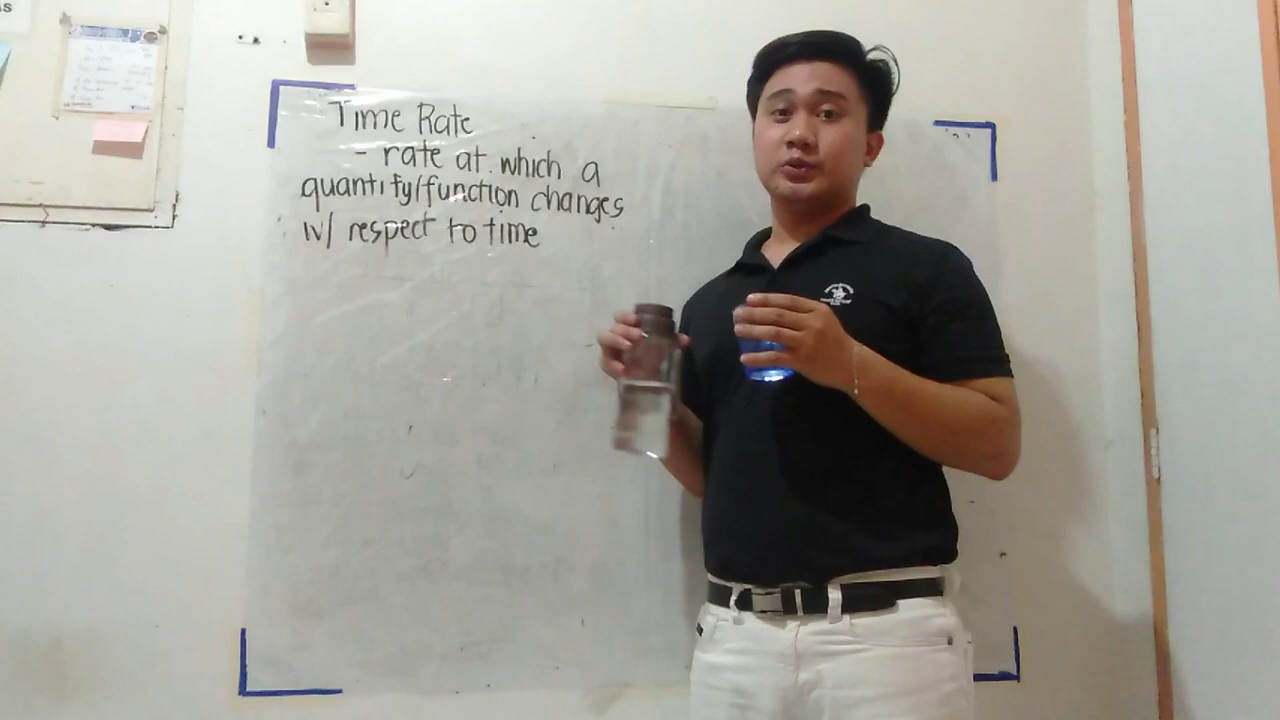 Time Rate
- rate at which a
quantity/function changes
w/ respect to time